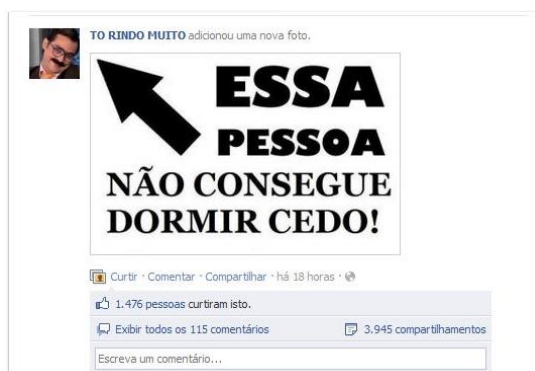 TO RINDO MUITO adicionou uma nova foto.
ESSA
PESSOA
NÃO CONSEGUE
DORMIR CEDO!
Curtir · Comentar · Compartilhar · há 18 horas ·
1.476 pessoas curtiram isto.
Exibir todos os 115 comentários 3.945 compartilhamentos
Escreva um comentário...